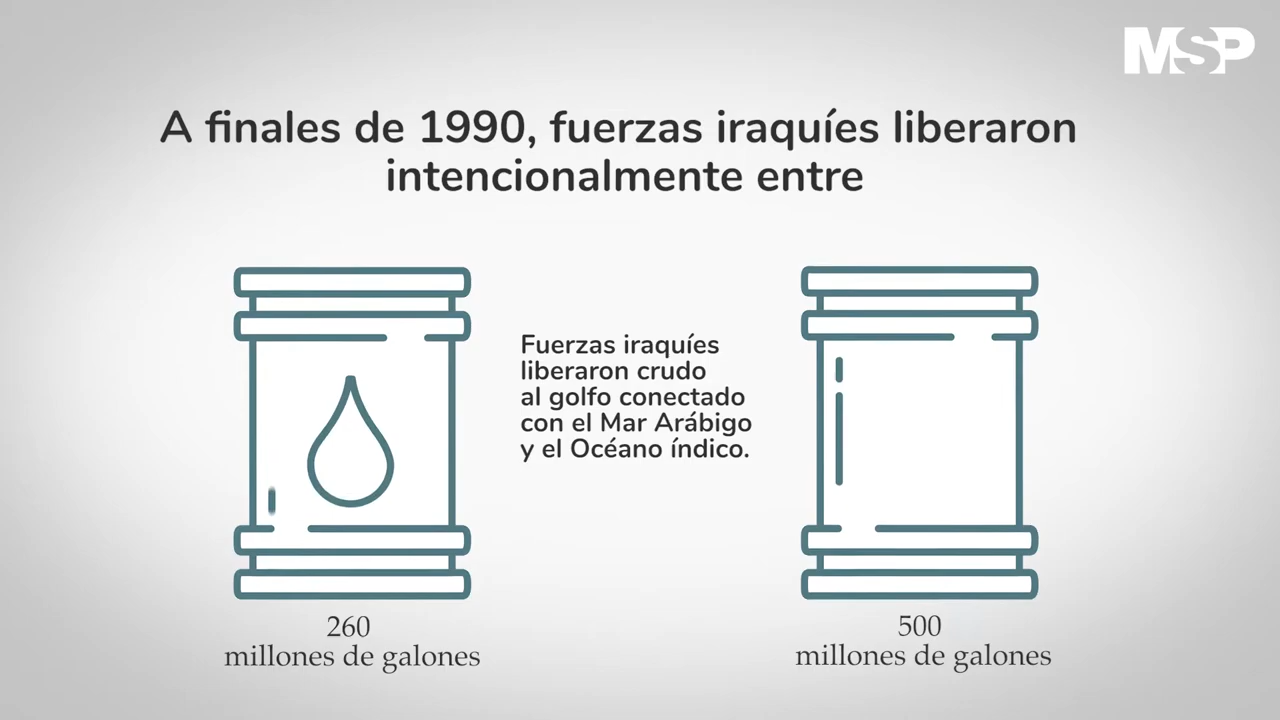 MSP
A finales de 1990, fuerzas iraquíes liberaron
intencionalmente entre
Fuerzas iraquíes
liberaron crudo
al golfo conectado
con el Mar Arábigo
y el Océano índico.
260
millones de galones
500
millones de galones